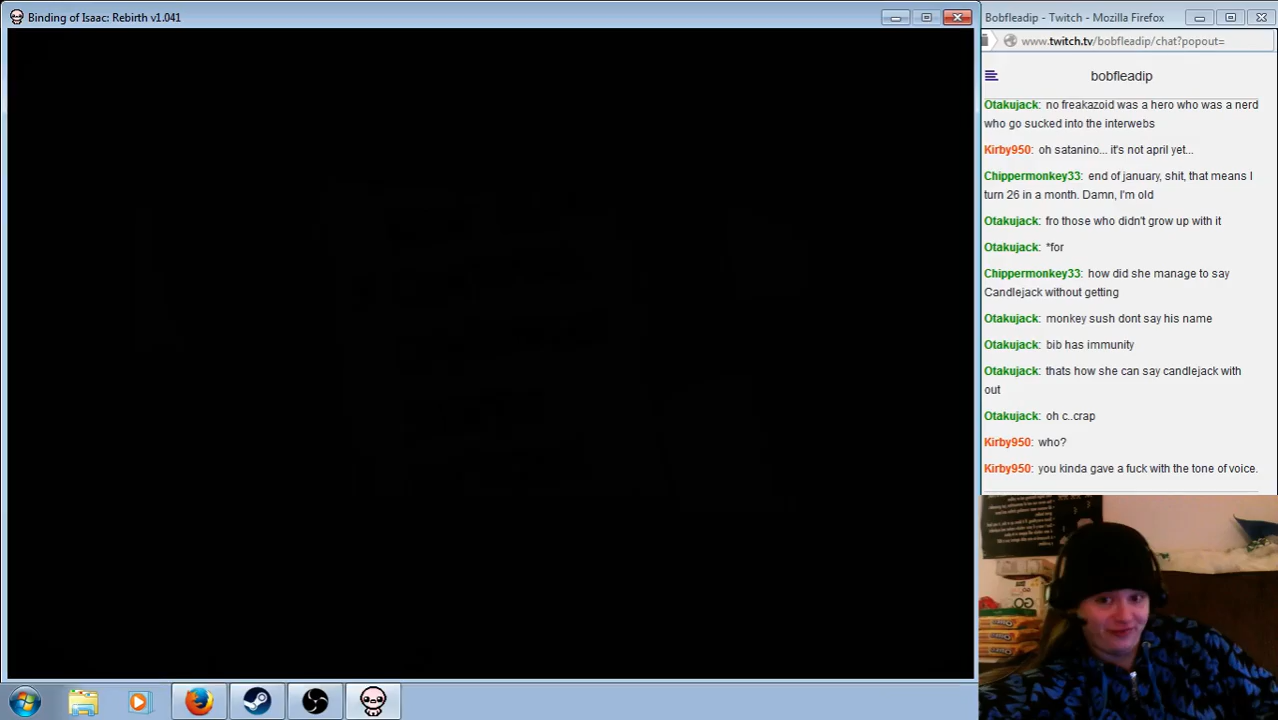 Binding of Isaac: Rebirth v1.041
Bobfleadip - Twitch - Mozilla Firefox
www.twitch.tv/bobfleadip/chat?popout=
bobfleadip
Otakujack: no freakazoid was a hero who was a nerd
who go sucked into the interwebs
Kirby950: oh satanino... it's not april yet...
Chippermonkey33: end of january, shit, that means I
turn 26 in a month. Damn, I'm old
Otakujack: fro those who didn't grow up with it
Otakujack: *for
Chippermonkey33: how did she manage to say
Candlejack without getting
Otakujack: monkey sush dont say his name
Otakujack: bib has immunity
Otakujack: thats how she can say candlejack with
out
Otakujack: oh c..crap
Kirby950: who?
Kirby950: you kinda gave a fuck with the tone of voice.